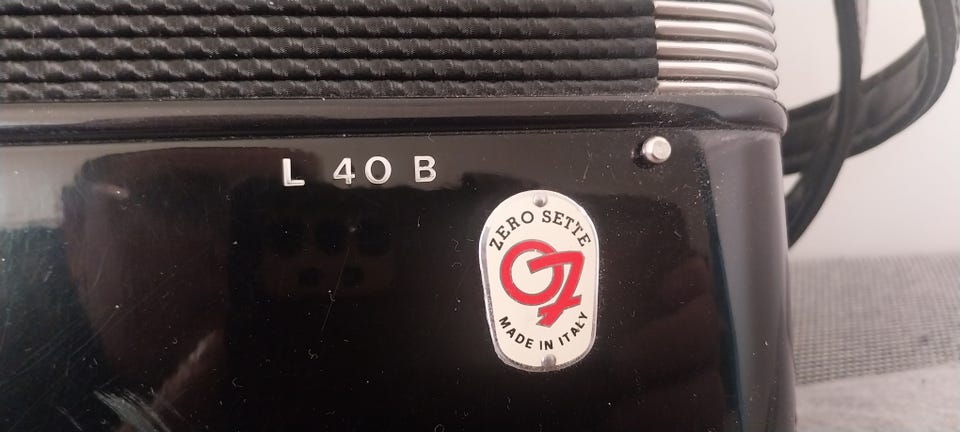 L 40 B
ZERO SETTE
07
MADE IN ITALY